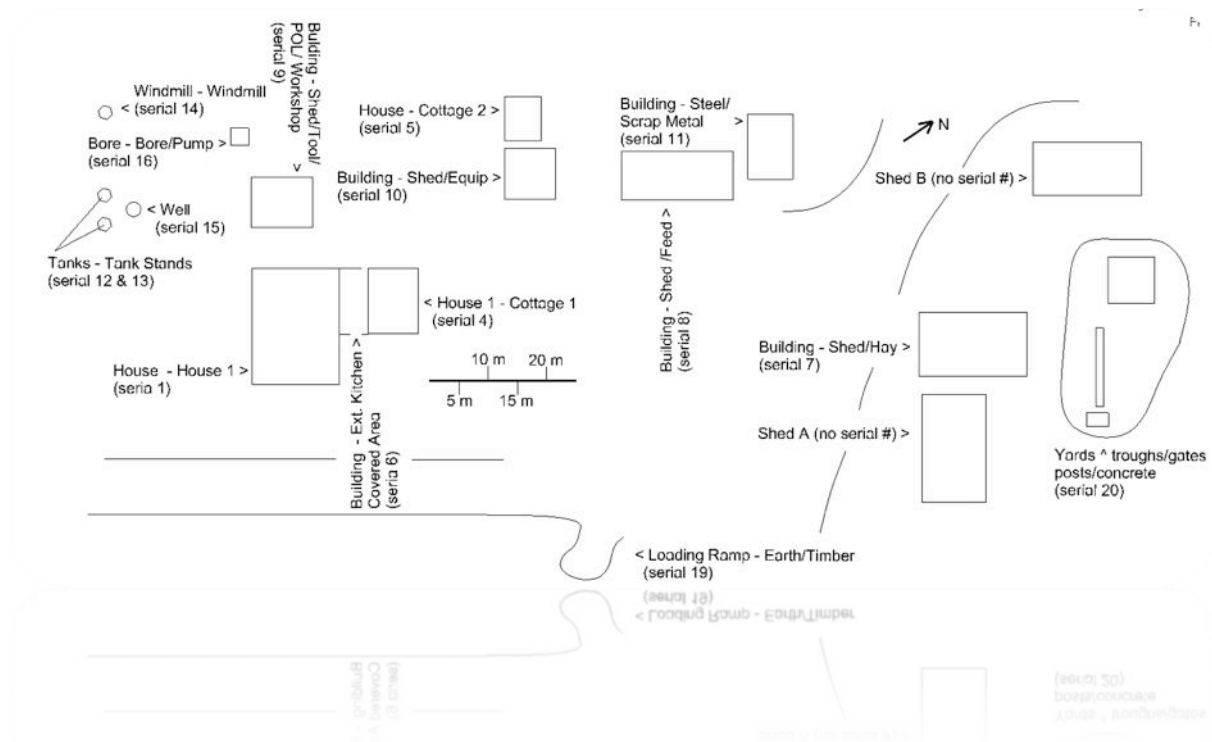 Windmill - Windmill
< (serial 14)
Bore - Bore/Pump >
(serial 16)
< Well
(serial 15)
Tanks - Tank Stands
(serial 12 & 13)
Bulding - Shed/Tool/
POL/ Workshop
(serial 9)
>
House - Cottage 2 >
(serial 5)
Building - Shed/Equip >
(serial 10)
Building - Steel/
Scrap Metal >
(serial 11)
N
Shed B (no serial #) >
House - House 1 >
(seria 1)
< House 1 - Cottage 1
(serial 4)
Building - Ext. Kitchen >
Covered Area
(seria 6)
10 m 20 m
5 m 15 m
Building - Shed /Feed >
(serial 8)
Building - Shed/Hay >
(serial 7)
Shed A (no serial #) >
Yards ^ troughs/gates
posts/concrete
(serial 20)
< Loading Ramp - Earth/Timber
(serial 19)